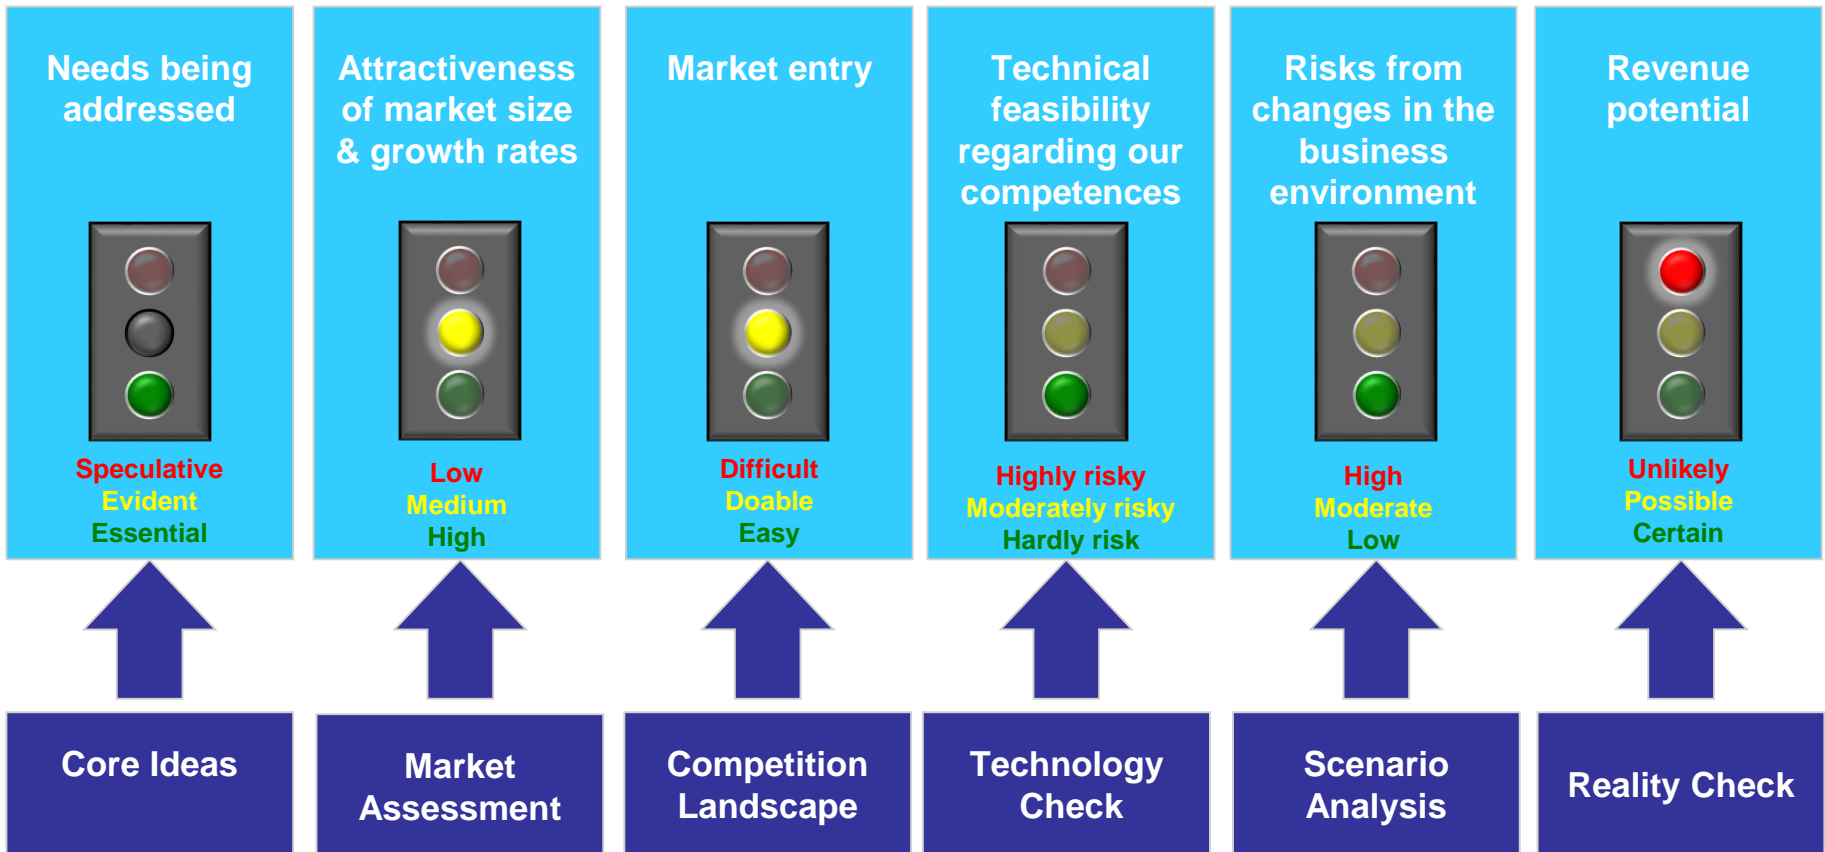 Needs being
addressed
Speculative
Evident
Essential
Attractiveness
of market size
& growth rates
Low
Medium
High
Market entry
Difficult
Doable
Easy
Technical
feasibility
regarding our
competences
Highly risky
Moderately risky
Hardly risk
Risks from
changes in the
business
environment
High
Moderate
Low
Revenue
potential
Unlikely
Possible
Certain
Core Ideas
Market
Assessment
Competition
Landscape
Technology
Check
Scenario
Analysis
Reality Check